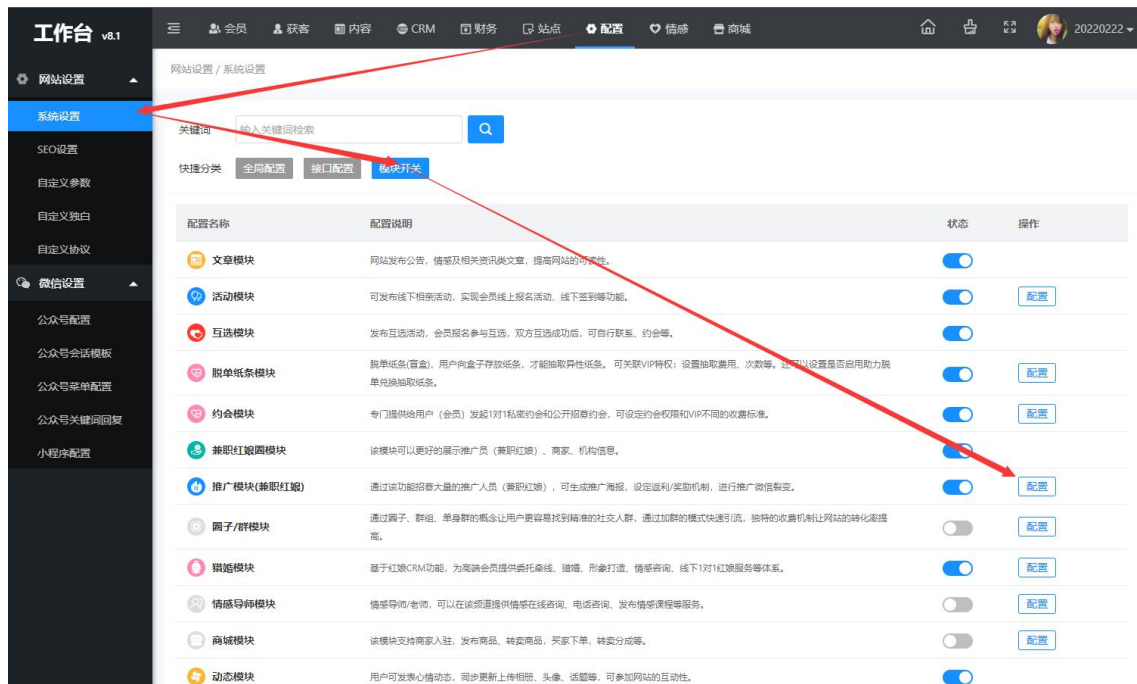 工作台 v8.1
会员 获客 内容 CRM 财务 站点 配置 情感 商城
20220222
网站设置
系统设置
SEO设置
自定义参数
自定义独白
自定义协议
微信设置
公众号配置
公众号会话模板
公众号菜单配置
公众号关键词回复
小程序配置
网站设置 / 系统设置
关键词 输入关键词检索
快捷分类 全局配置 接口配置 模块开关
配置名称 配置说明 状态 操作
文章模块 网站发布公告，情感及相关资讯类文章，提高网站的可读性。
活动模块 可发布线下相亲活动，实现会员线上报名活动、线下签到等功能。 配置
互选模块 发布互选活动，会员报名参与互选，双方互选成功后，可自行联系、约会等。
脱单纸条模块 脱单纸条(盲盒)，用户向盒子存放纸条，才能抽取异性纸条。 可关联VIP特权；设置抽取费用、次数等。还可以设置是否启用助力脱 配置
单兑换抽取纸条。
约会模块 专门提供给用户（会员）发起1对1私密约会和公开招募约会，可设定约会权限和VIP不同的收费标准。 配置
兼职红娘圈模块 该模块可以更好的展示推广员（兼职红娘）、商家、机构信息。
推广模块(兼职红娘) 通过该功能招募大量的推广人员（兼职红娘），可生成推广海报，设定返利/奖励机制，进行推广微信裂变。 配置
圈子/群模块 通过圈子、群组、单身群的概念让用户更容易找到精准的社交人群，通过加群的模式快速引流，独特的收费机制让网站的转化率提 配置
高。
猎婚模块 基于红娘CRM功能，为高端会员提供委托牵线、猎婚、形象打造、情感咨询、线下1对1红娘服务等体系。 配置
情感导师模块 情感导师/老师，可以在该频道提供情感在线咨询、电话咨询、发布情感课程等服务。 配置
商城模块 该模块支持商家入驻，发布商品，转卖商品，买家下单，转卖分成等。 配置
动态模块 用户可发表心情动态，同步更新上传相册、头像、话题等，可参加网站的互动性。